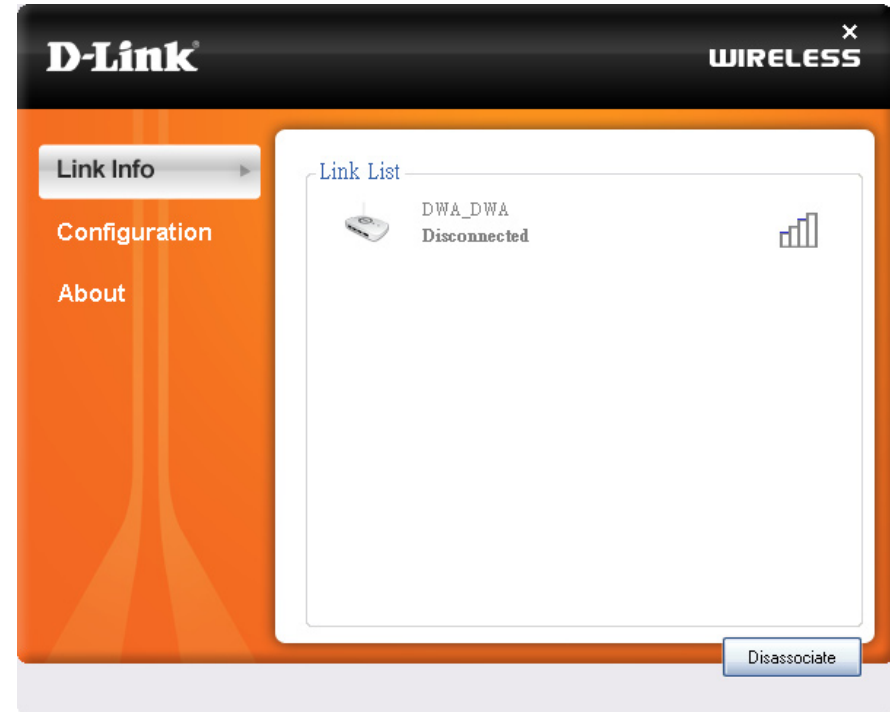 D-Link
WIRELESS
Link Info
Configuration
About
Link List
DWA_DWA
Disconnected
Disassociate